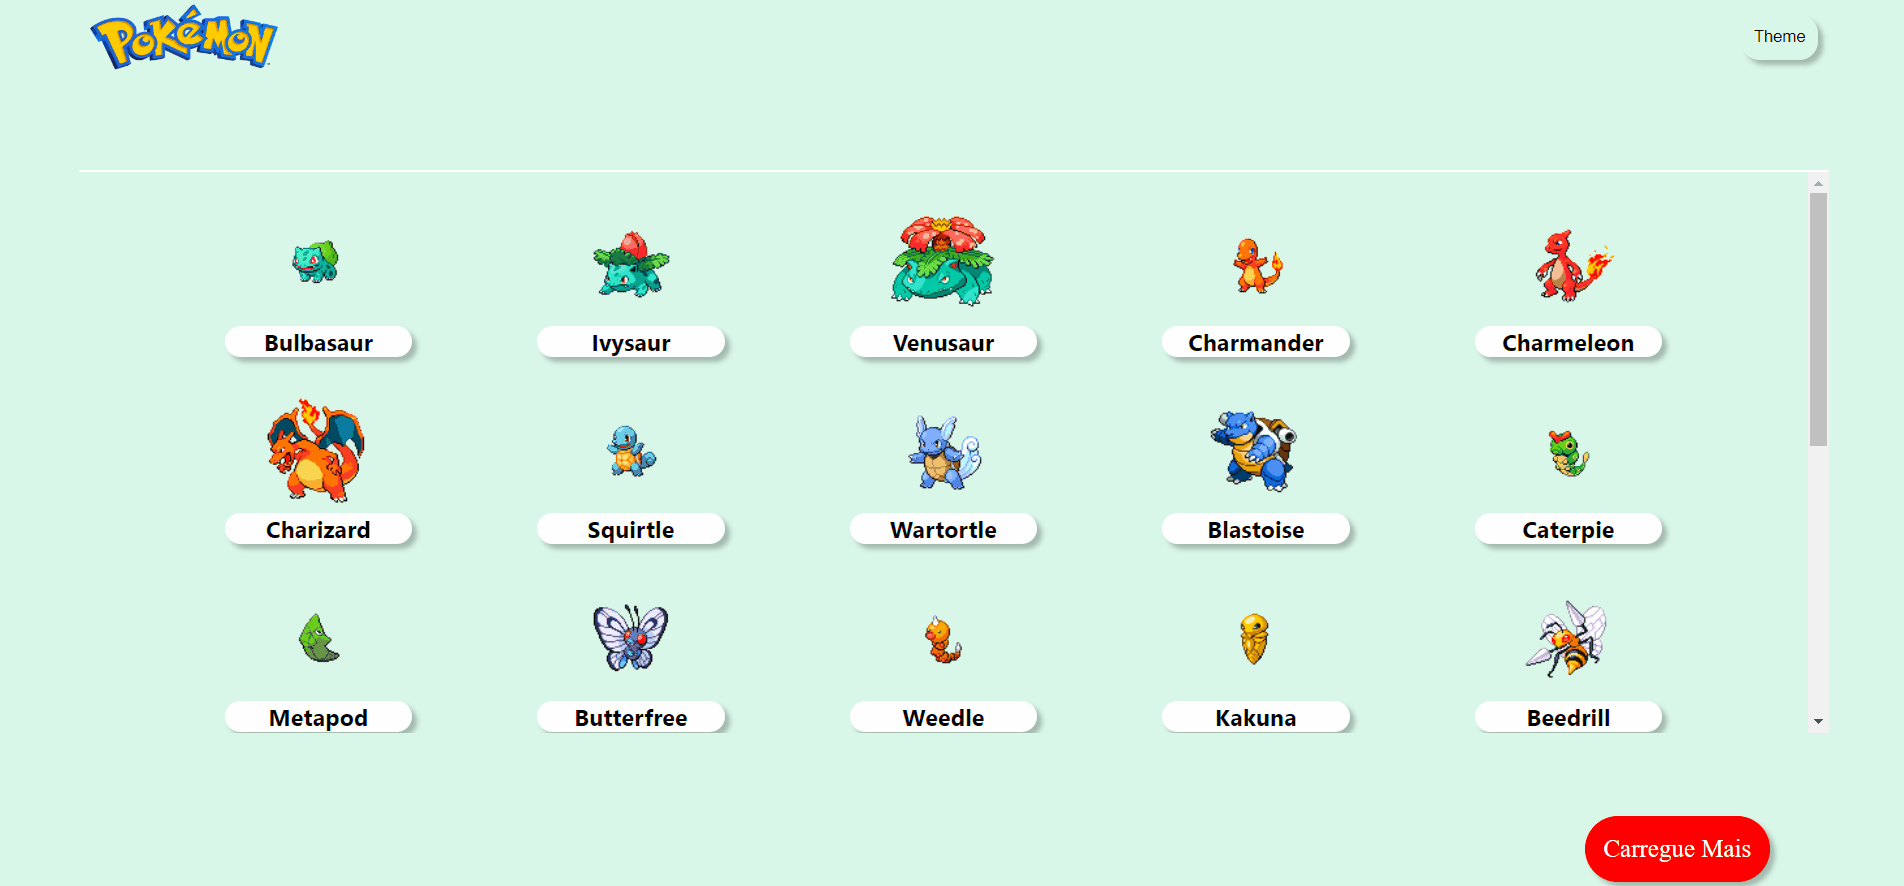 Pokémon
Theme
Bulbasaur
Ivysaur
Venusaur
Charmander
Charmeleon
Charizard
Squirtle
Wartortle
Blastoise
Caterpie
Metapod
Butterfree
Weedle
Kakuna
Beedrill
Carregue Mais